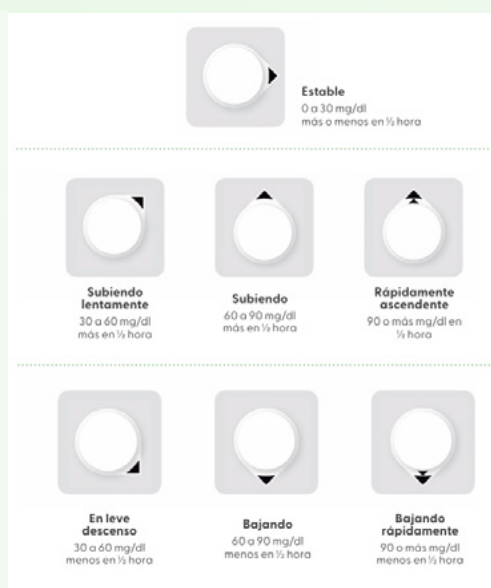 Estable
0 a 30 mg/dl
más o menos en ½ hora
Subiendo
lentamente
30 a 60 mg/dl
más en ½ hora
Subiendo
60 a 90 mg/dl
más en ½ hora
Rápidamente
ascendente
90 o más mg/dl en
½ hora
En leve
descenso
30 a 60 mg/dl
menos en ½ hora
Bajando
60 a 90 mg/dl
menos en ½ hora
Bajando
rápidamente
90 o más mg/dl
menos en ½ hora